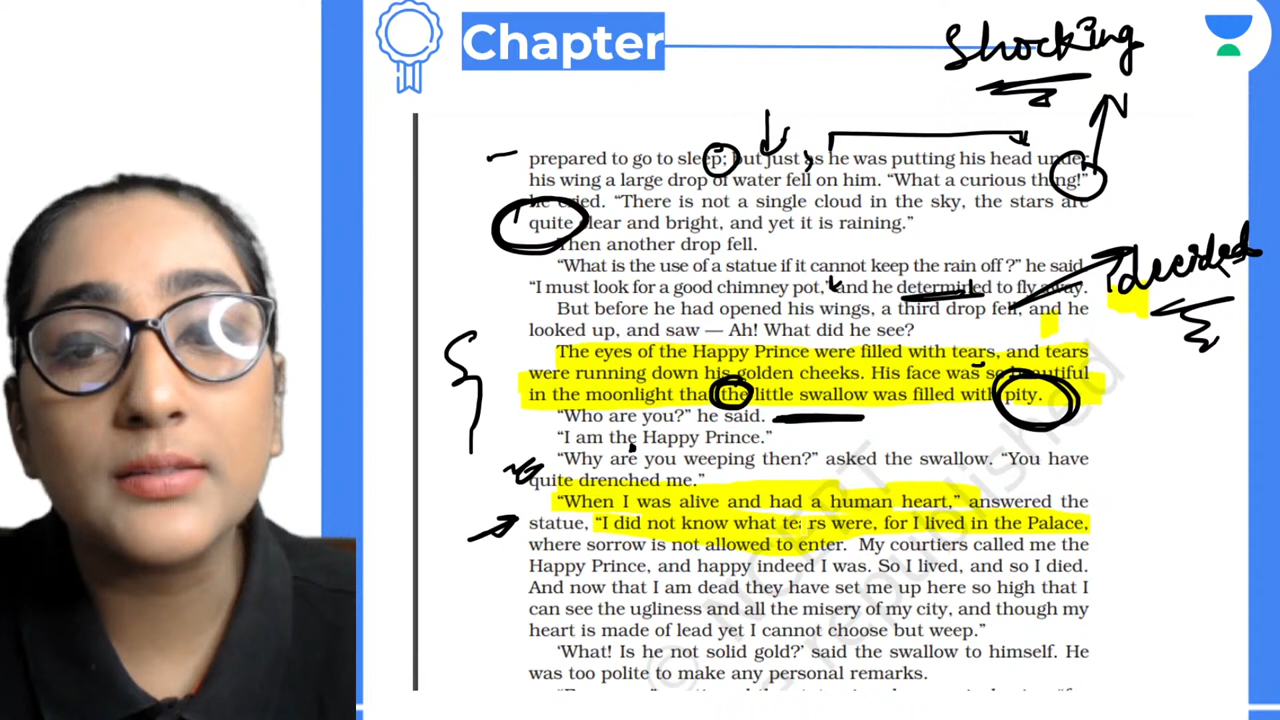 Chapter
Shocking
prepared to go to sleep; but just as he was putting his head under
his wing a large drop of water fell on him. “What a curious thing!”
he cried. “There is not a single cloud in the sky, the stars are
quite clear and bright, and yet it is raining.”
Then another drop fell.
“What is the use of a statue if it cannot keep the rain off ?” he said.
decided
“I must look for a good chimney pot,” and he determined to fly away.
But before he had opened his wings, a third drop fell, and he
looked up, and saw — Ah! What did he see?
The eyes of the Happy Prince were filled with tears, and tears
were running down his golden cheeks. His face was so beautiful
in the moonlight that the little swallow was filled with pity.
“Who are you?” he said.
“I am the Happy Prince.”
“Why are you weeping then?” asked the swallow. “You have
quite drenched me.”
“When I was alive and had a human heart,” answered the
statue, “I did not know what tears were, for I lived in the Palace,
where sorrow is not allowed to enter. My courtiers called me the
Happy Prince, and happy indeed I was. So I lived, and so I died.
And now that I am dead they have set me up here so high that I
can see the ugliness and all the misery of my city, and though my
heart is made of lead yet I cannot choose but weep.”
‘What! Is he not solid gold?’ said the swallow to himself. He
was too polite to make any personal remarks.